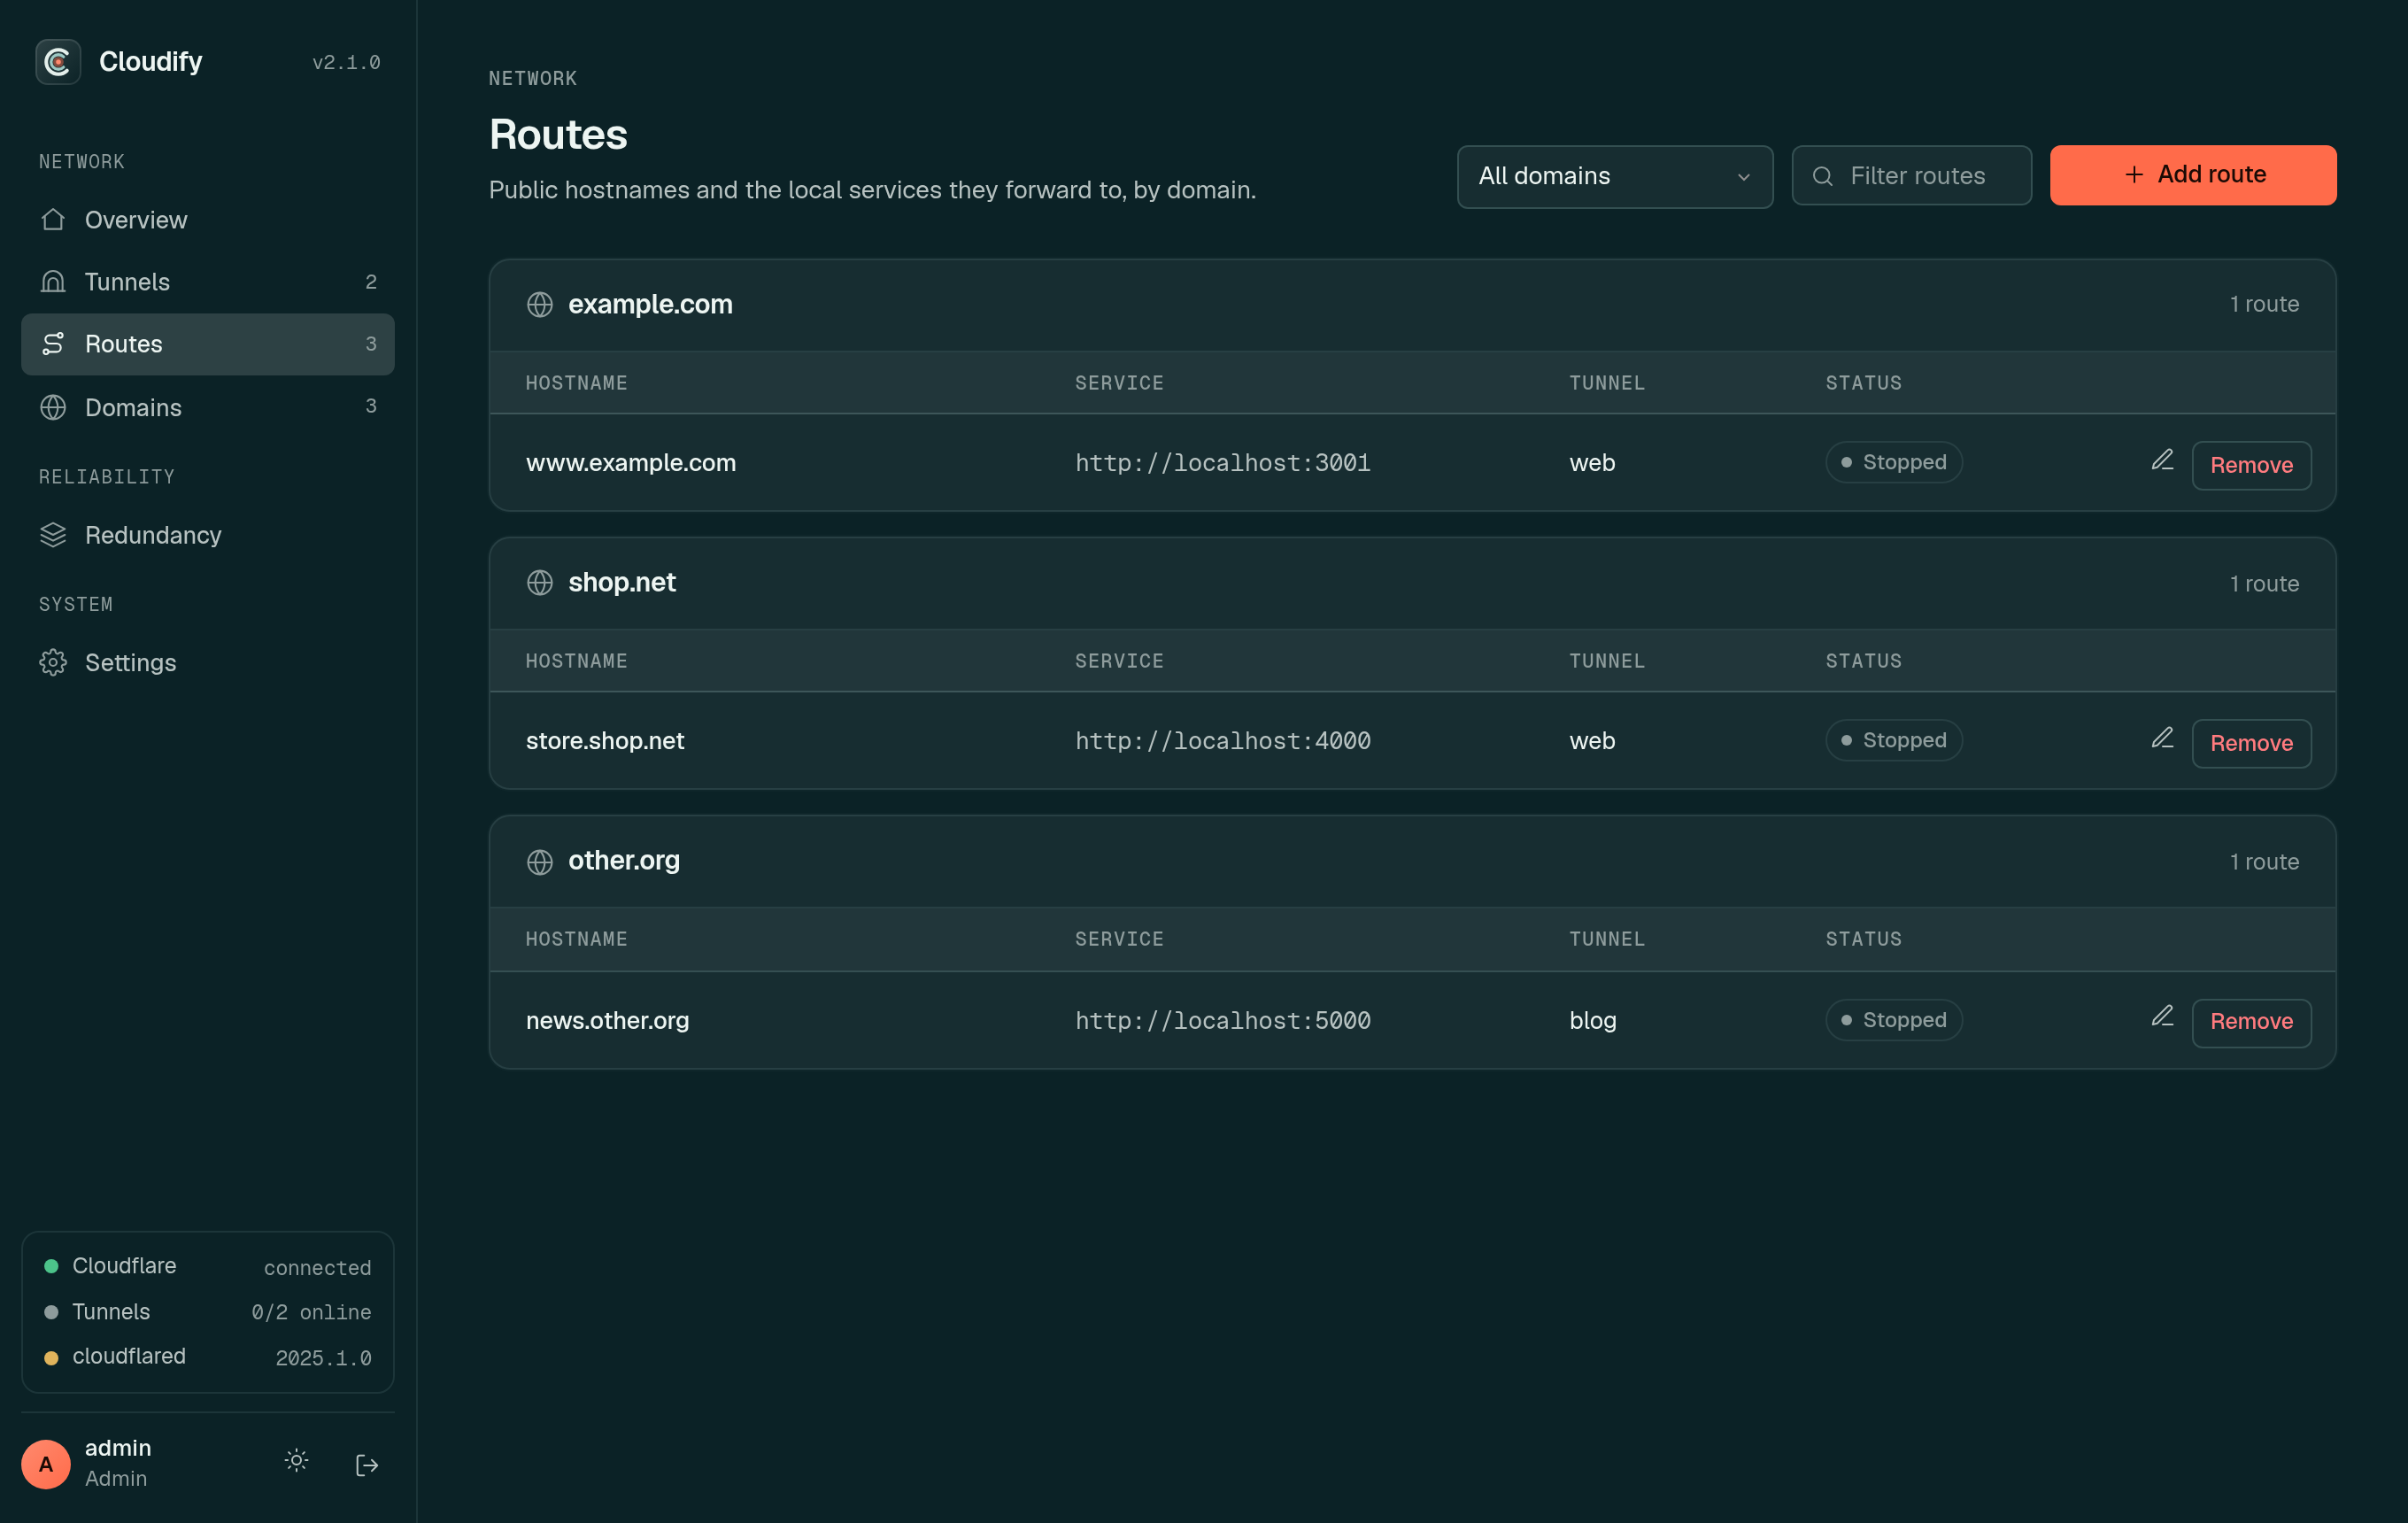 Cloudify v2.1.0
NETWORK
Overview
Tunnels 2
Routes 3
Domains 3
RELIABILITY
Redundancy
SYSTEM
Settings
Cloudflare connected
Tunnels 0/2 online
cloudflared 2025.1.0
A
admin
Admin
NETWORK
Routes
Public hostnames and the local services they forward to, by domain.
All domains
Filter routes
Add route
example.com 1 route
HOSTNAME SERVICE TUNNEL STATUS
www.example.com http://localhost:3001 web Stopped Remove
shop.net 1 route
HOSTNAME SERVICE TUNNEL STATUS
store.shop.net http://localhost:4000 web Stopped Remove
other.org 1 route
HOSTNAME SERVICE TUNNEL STATUS
news.other.org http://localhost:5000 blog Stopped Remove